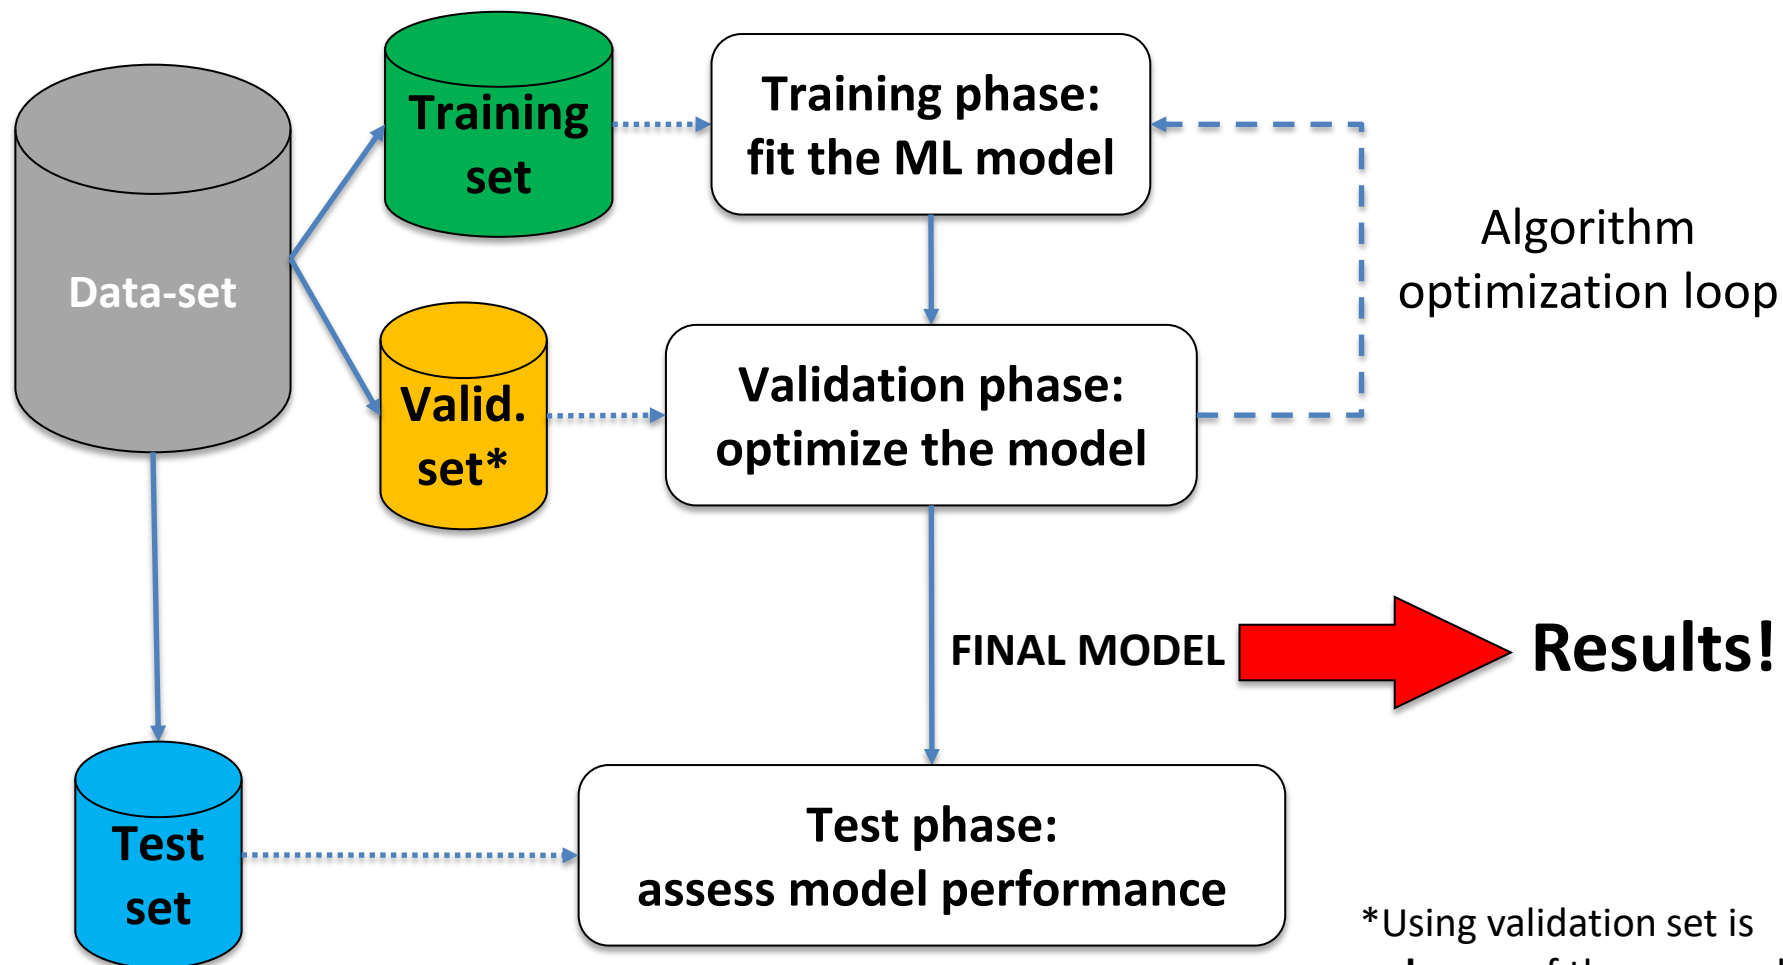 Training
set
Training phase:
fit the ML model
Data-set
Algorithm
optimization loop
Valid.
set*
Validation phase:
optimize the model
FINAL MODEL
Results!
Test
set
Test phase:
assess model performance
*Using validation set is